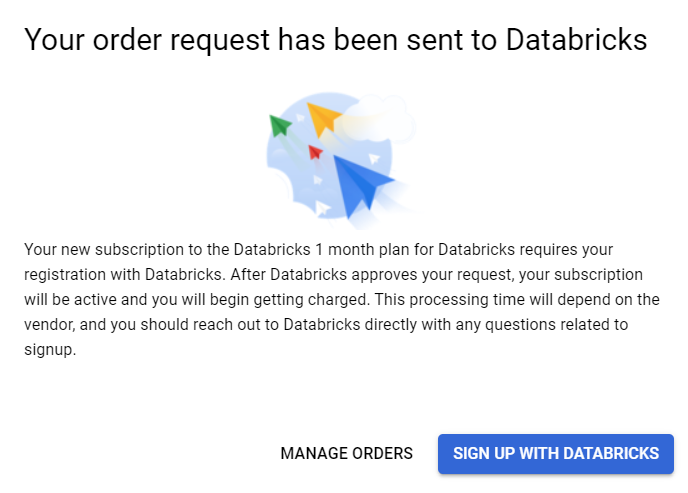 Your order request has been sent to Databricks
Your new subscription to the Databricks 1 month plan for Databricks requires your
registration with Databricks. After Databricks approves your request, your subscription
will be active and you will begin getting charged. This processing time will depend on the
vendor, and you should reach out to Databricks directly with any questions related to
signup.
MANAGE ORDERS
SIGN UP WITH DATABRICKS